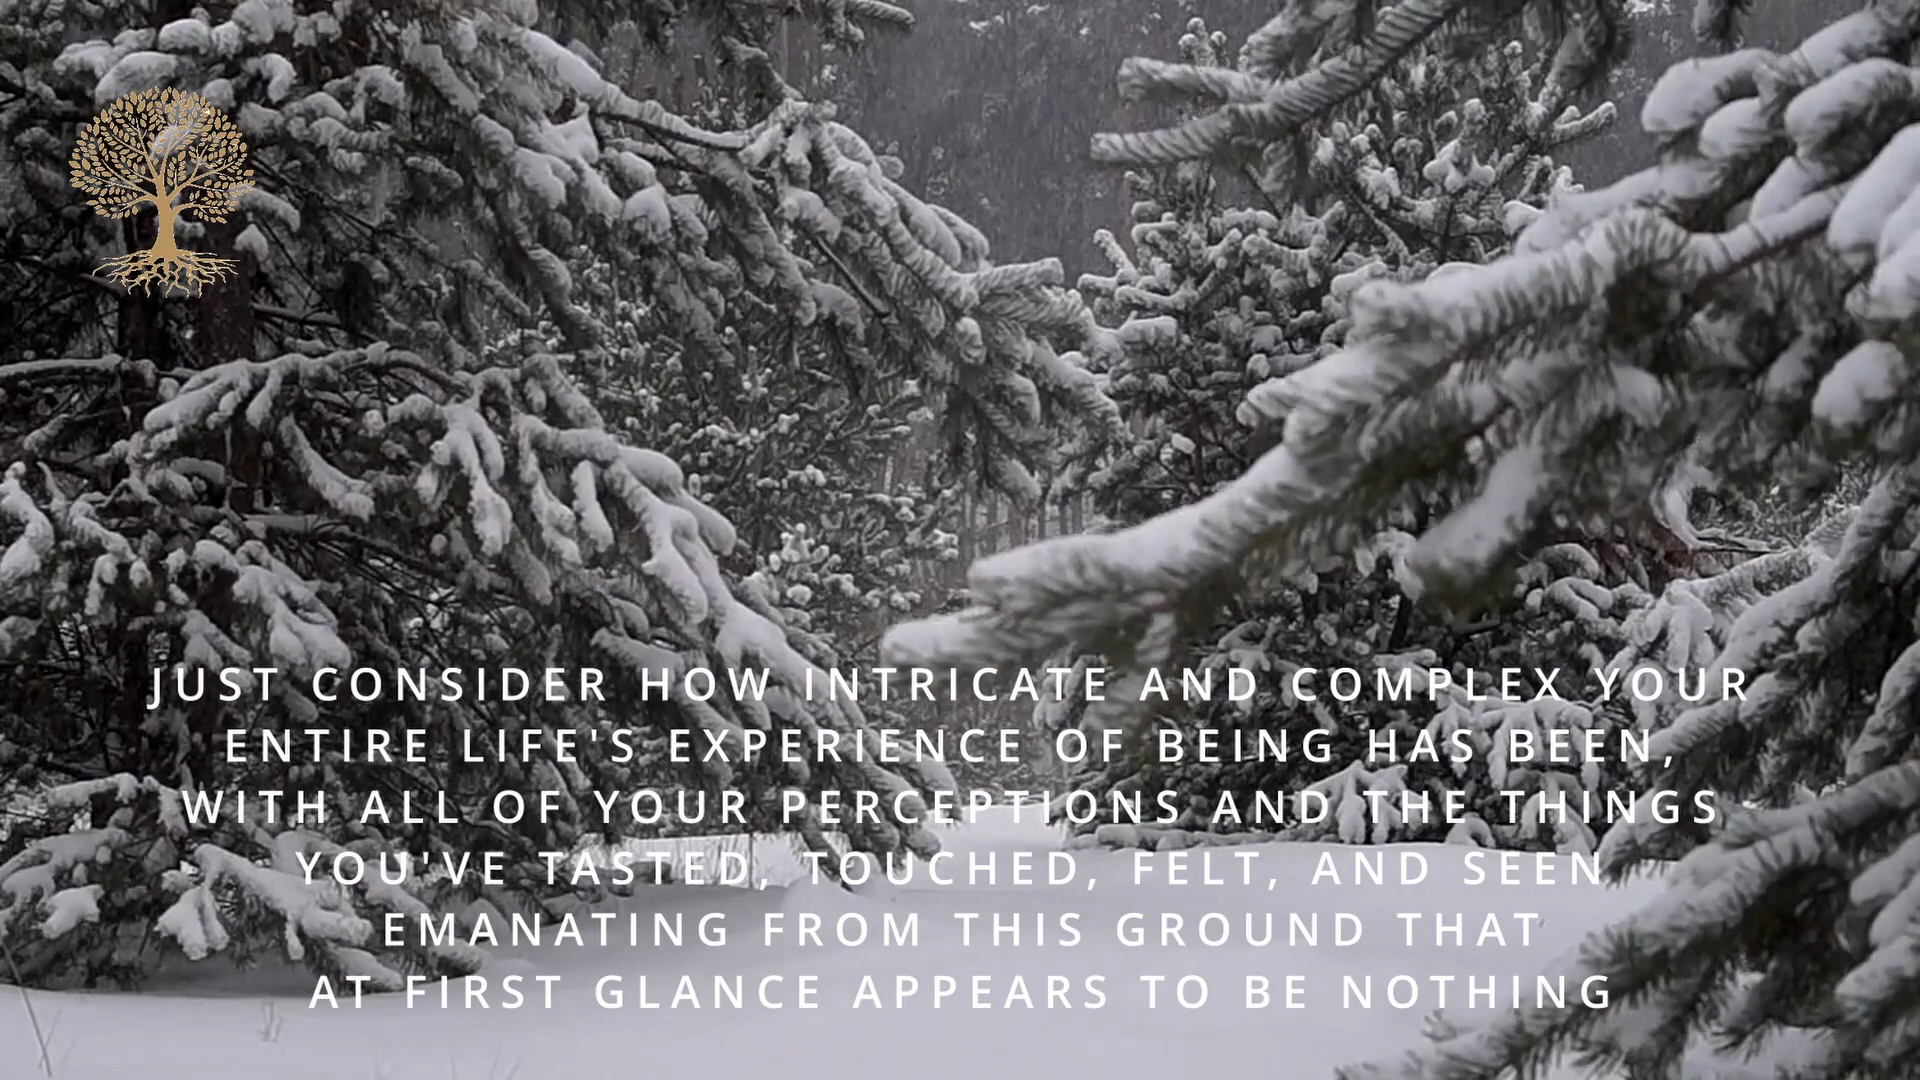 JUST CONSIDER HOW INTRICATE AND COMPLEX YOUR
ENTIRE LIFE'S EXPERIENCE OF BEING HAS BEEN,
WITH ALL OF YOUR PERCEPTIONS AND THE THINGS
YOU'VE TASTED, TOUCHED, FELT, AND SEEN
EMANATING FROM THIS GROUND THAT
AT FIRST GLANCE APPEARS TO BE NOTHING